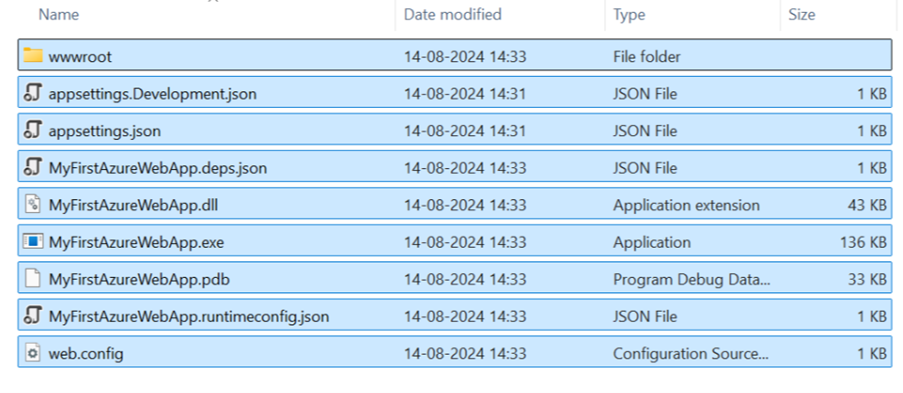 Name Date modified Type Size
wwwroot 14-08-2024 14:33 File folder
appsettings.Development.json 14-08-2024 14:31 JSON File 1 KB
appsettings.json 14-08-2024 14:31 JSON File 1 KB
MyFirstAzureWebApp.deps.json 14-08-2024 14:33 JSON File 1 KB
MyFirstAzureWebApp.dll 14-08-2024 14:33 Application extension 43 KB
MyFirstAzureWebApp.exe 14-08-2024 14:33 Application 136 KB
MyFirstAzureWebApp.pdb 14-08-2024 14:33 Program Debug Data... 33 KB
MyFirstAzureWebApp.runtimeconfig.json 14-08-2024 14:33 JSON File 1 KB
web.config 14-08-2024 14:33 Configuration Source... 1 KB